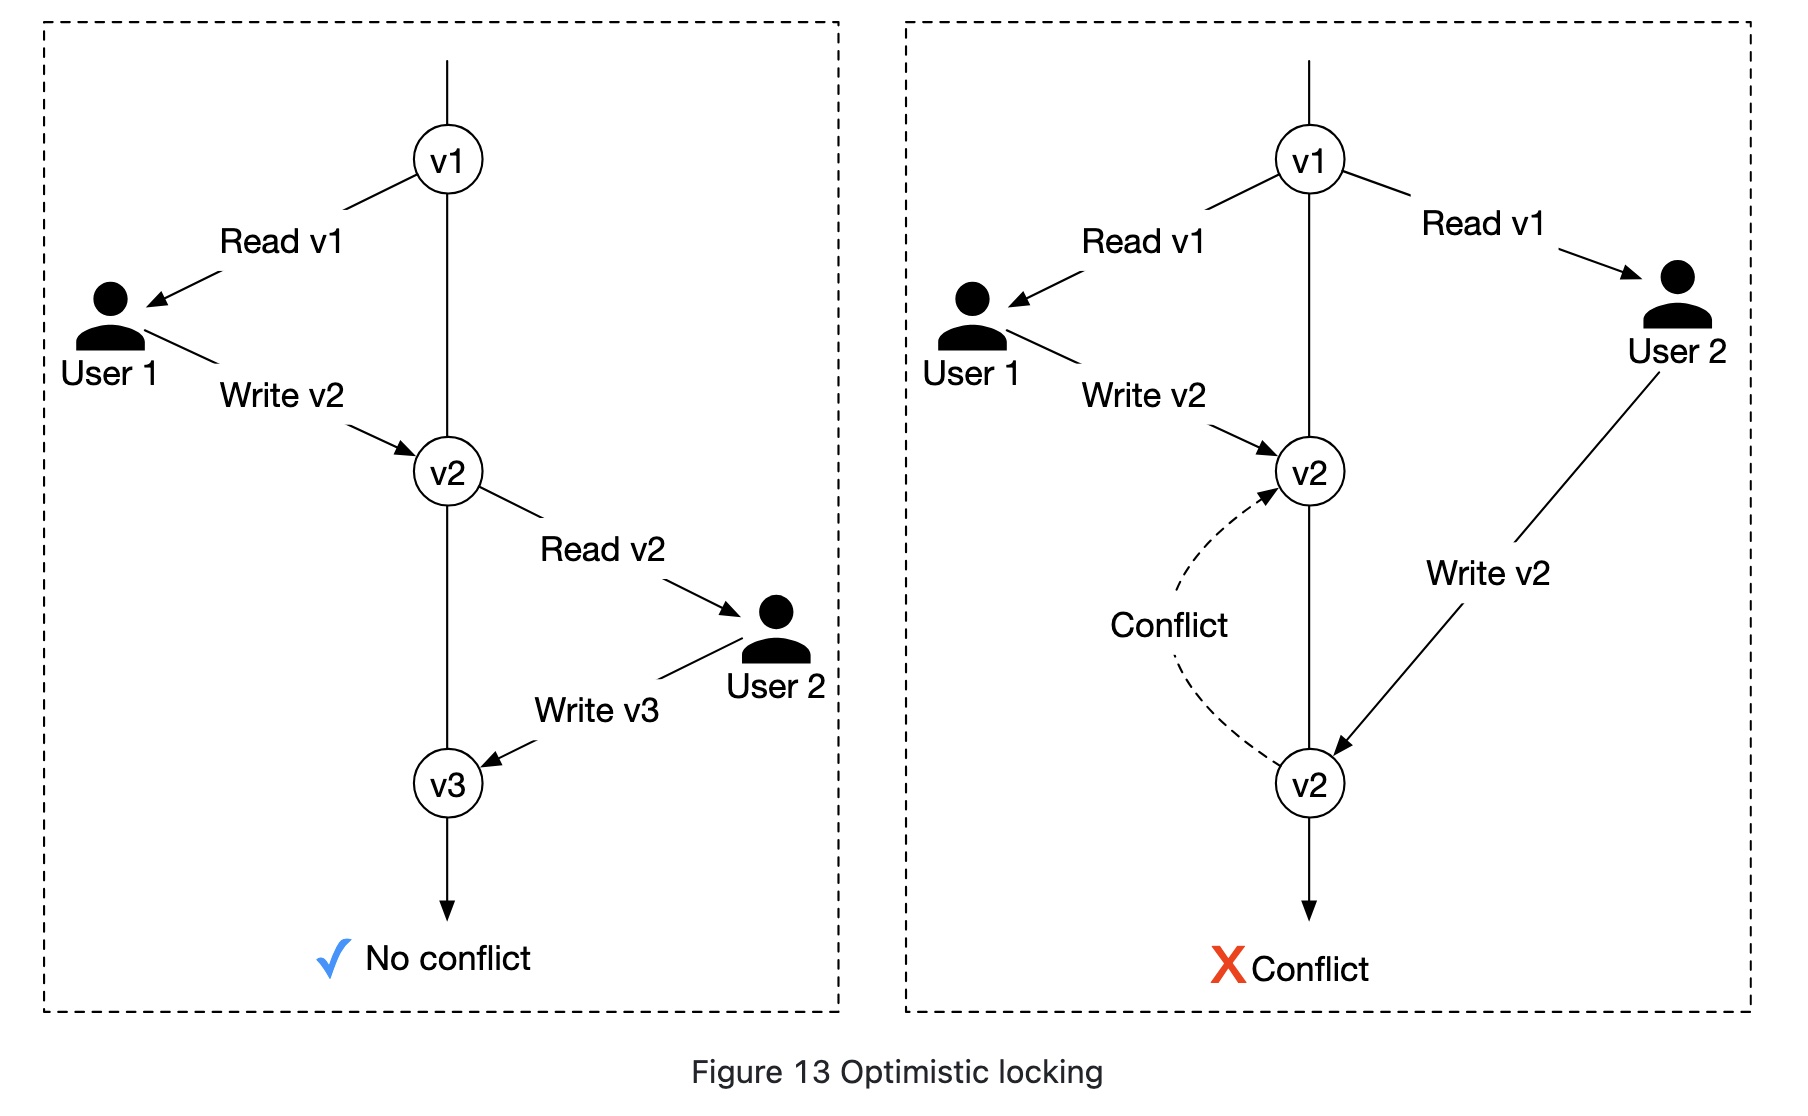 v1
Read v1
User 1
Write v2
v2
Read v2
User 2
Write v3
v3
No conflict
v1
Read v1
Read v1
User 1
User 2
Write v2
v2
Write v2
Conflict
v2
Conflict
Figure 13 Optimistic locking